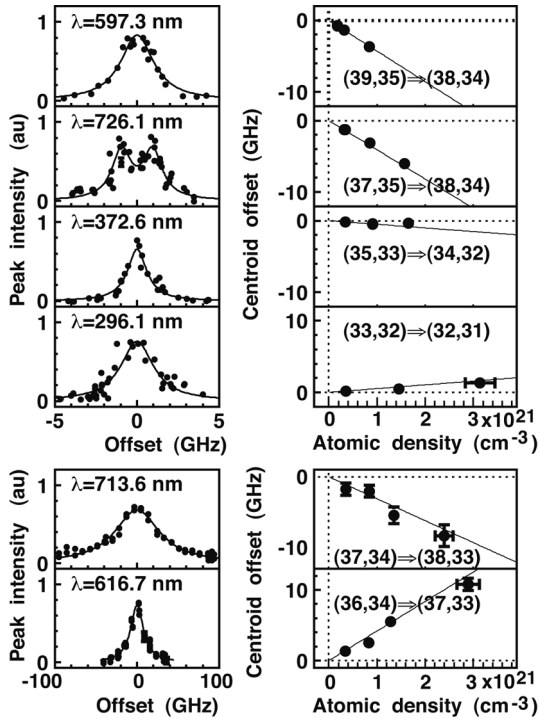 λ=597.3 nm
1
0
(39,35)⇒(38,34)
0
-10
λ=726.1 nm
1
0
(37,35)⇒(38,34)
0
-10
λ=372.6 nm
1
0
(35,33)⇒(34,32)
0
-10
λ=296.1 nm
1
0
(33,32)⇒(32,31)
10
0
Peak intensity (au)
Centroid offset (GHz)
-5 0 5
Offset (GHz)
0 1 2 3x10²¹
Atomic density (cm⁻³)
λ=713.6 nm
1
0
(37,34)⇒(38,33)
0
-10
λ=616.7 nm
1
0
(36,34)⇒(37,33)
10
0
Peak intensity (au)
Centroid offset (GHz)
-100 0 100
Offset (GHz)
0 1 2 3x10²¹
Atomic density (cm⁻³)